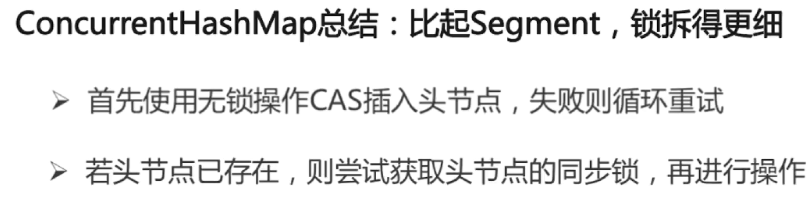 ConcurrentHashMap总结：比起Segment，锁拆得更细
➢ 首先使用无锁操作CAS插入头节点，失败则循环重试
➢ 若头节点已存在，则尝试获取头节点的同步锁，再进行操作